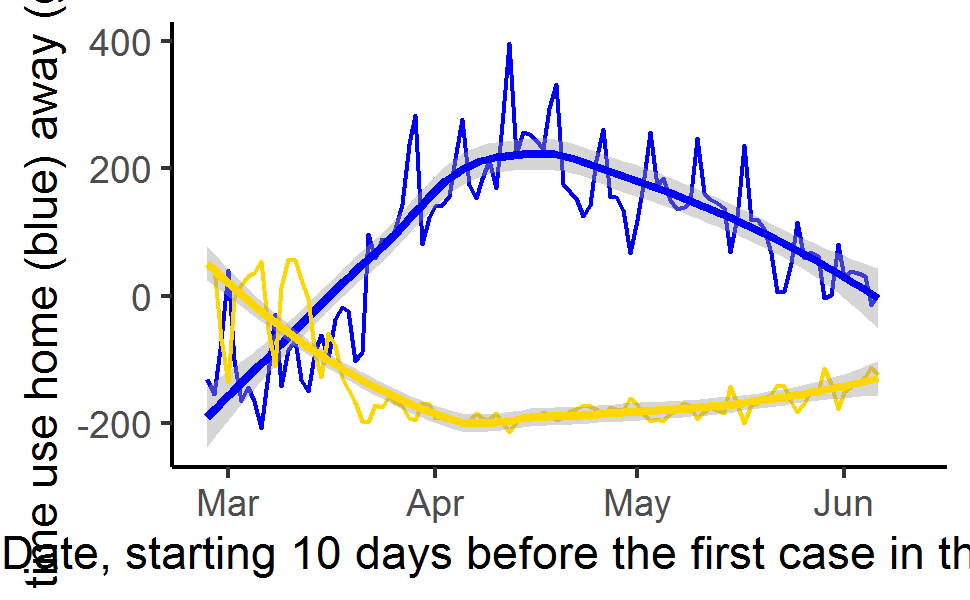 time use home (blue) away (
400
200
0
-200
Mar Apr May Jun
Date, starting 10 days before the first case in th